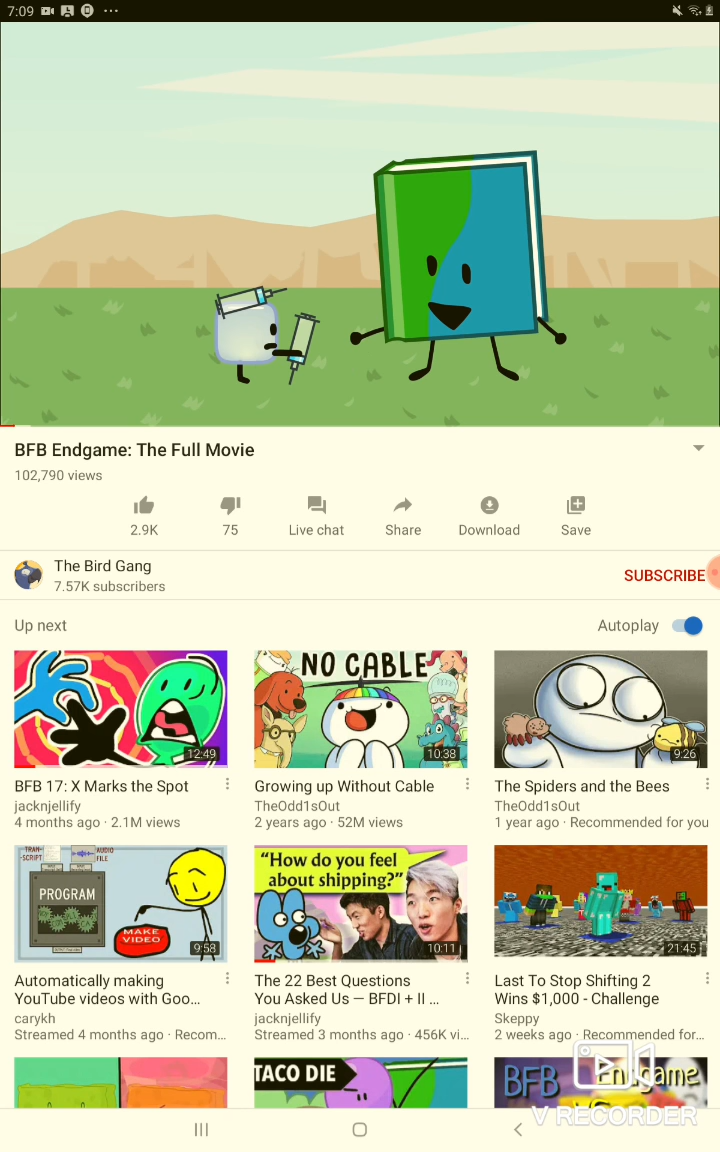 7:09
BFB Endgame: The Full Movie
102,790 views
2.9K
75
Live chat
Share
Download
Save
The Bird Gang
7.57K subscribers
SUBSCRIBE
Up next
Autoplay
12:49
NO CABLE
10:38
9:26
BFB 17: X Marks the Spot
jacknjellify
4 months ago · 2.1M views
Growing up Without Cable
TheOdd1sOut
2 years ago · 52M views
The Spiders and the Bees
TheOdd1sOut
1 year ago · Recommended for you
TRAN-
SCRIPT
AUDIO
FILE
PROGRAM
MAKE
VIDEO
9:58
"How do you feel
about shipping?"
10:11
21:45
Automatically making
YouTube videos with Goo...
carykh
Streamed 4 months ago · Recom...
The 22 Best Questions
You Asked Us — BFDI + II ...
jacknjellify
Streamed 3 months ago · 456K vi...
Last To Stop Shifting 2
Wins $1,000 - Challenge
Skeppy
2 weeks ago · Recommended for...
TACO DIE
BFB Endgame
V RECORDER